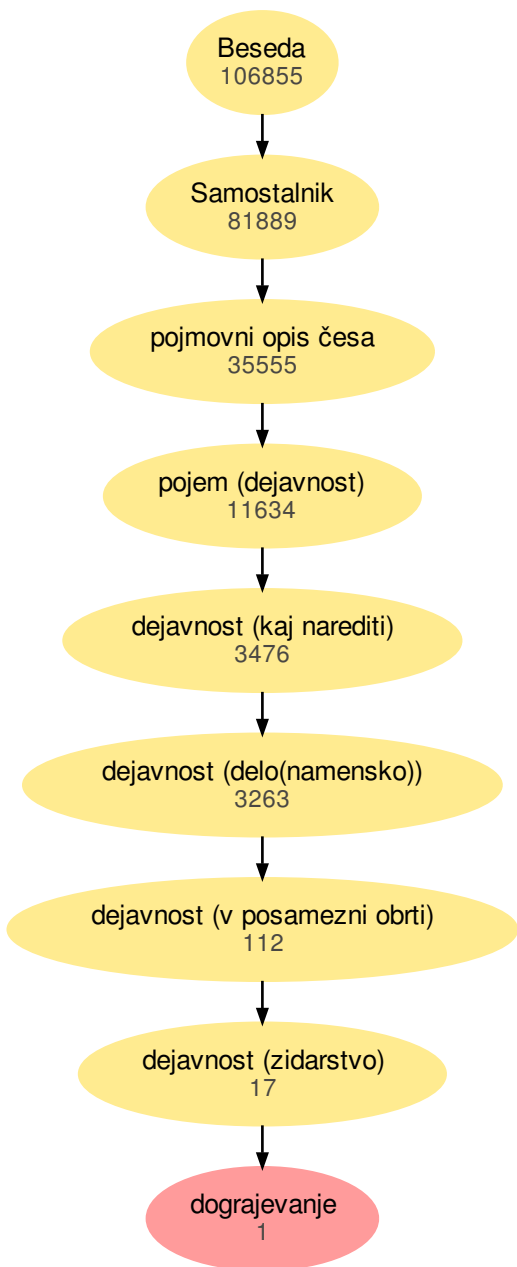 Beseda
106855
Samostalnik
81889
pojmovni opis česa
35555
pojem (dejavnost)
11634
dejavnost (kaj narediti)
3476
dejavnost (delo(namensko))
3263
dejavnost (v posamezni obrti)
112
dejavnost (zidarstvo)
17
dograjevanje
1